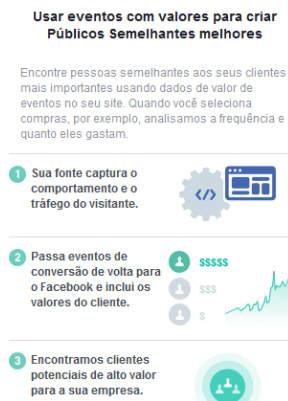 Usar eventos com valores para criar
Públicos Semelhantes melhores
Encontre pessoas semelhantes aos seus clientes
mais importantes usando dados de valor de
eventos no seu site. Quando você seleciona
compras, por exemplo, analisamos a frequência e
quanto eles gastam.
1 Sua fonte captura o
comportamento e o
tráfego do visitante.
</>
2 Passa eventos de
conversão de volta para
o Facebook e inclui os
valores do cliente.
$$$$$
$$$
$
3 Encontramos clientes
potenciais de alto valor
para a sua empresa.